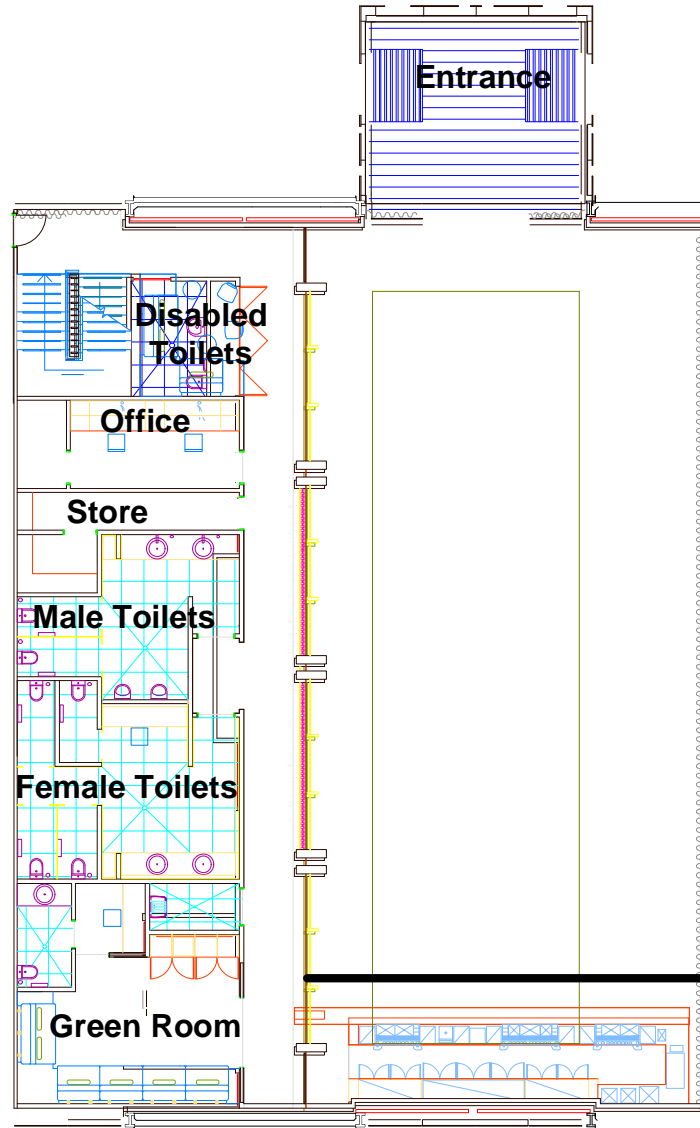 Entrance
Disabled
Toilets
Office
Store
Male Toilets
Female Toilets
Green Room